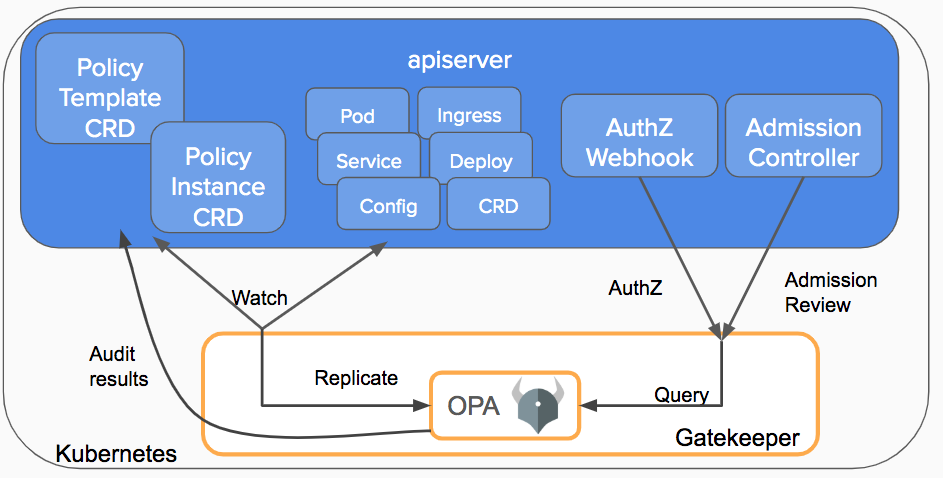 apiserver
Policy
Template
CRD
Policy
Instance
CRD
Pod
Ingress
Service
Deploy
Config
CRD
AuthZ
Webhook
Admission
Controller
Watch
AuthZ
Admission
Review
Audit
results
Replicate
OPA
Query
Gatekeeper
Kubernetes